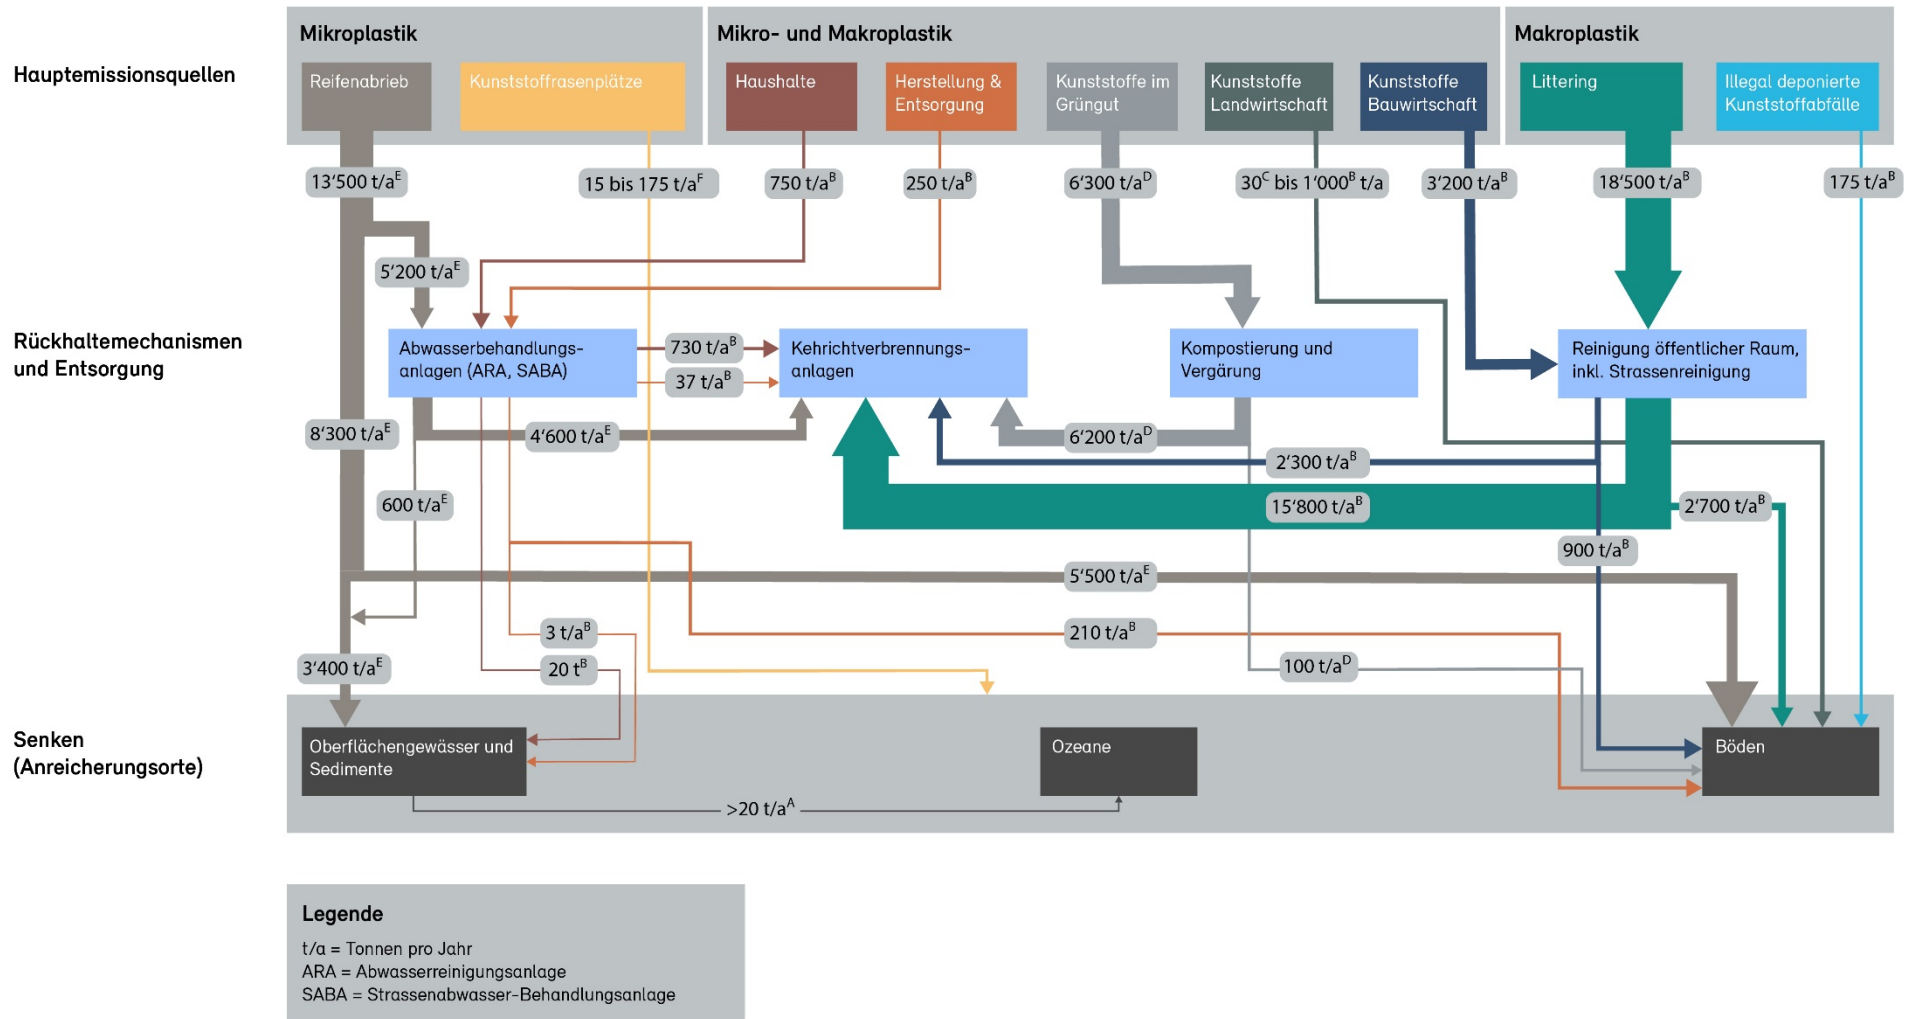 Mikroplastik
Mikro- und Makroplastik
Makroplastik
Hauptemissionsquellen
Reifenabrieb
Kunststoffrasenplätze
Haushalte
Herstellung &
Entsorgung
Kunststoffe im
Grüngut
Kunststoffe
Landwirtschaft
Kunststoffe
Bauwirtschaft
Littering
Illegal deponierte
Kunststoffabfälle
13‘500 t/aᴱ
15 bis 175 t/aF
750 t/aᴮ
250 t/aᴮ
6‘300 t/aᴰ
30C bis 1‘000ᴮ t/a
3‘200 t/aᴮ
18‘500 t/aᴮ
175 t/aᴮ
5‘200 t/aᴱ
Rückhaltemechanismen
und Entsorgung
Abwasserbehandlungs-
anlagen (ARA, SABA)
730 t/aᴮ
37 t/aᴮ
Kehrichtverbrennungs-
anlagen
Kompostierung und
Vergärung
Reinigung öffentlicher Raum,
inkl. Strassenreinigung
8‘300 t/aᴱ
4‘600 t/aᴱ
6‘200 t/aᴰ
2‘300 t/aᴮ
600 t/aᴱ
15‘800 t/aᴮ
2‘700 t/aᴮ
900 t/aᴮ
5‘500 t/aᴱ
3 t/aᴮ
210 t/aᴮ
3‘400 t/aᴱ
20 tᴮ
100 t/aᴰ
Senken
(Anreicherungsorte)
Oberflächengewässer und
Sedimente
Ozeane
Böden
>20 t/aᴬ
Legende
t/a = Tonnen pro Jahr
ARA = Abwasserreinigungsanlage
SABA = Strassenabwasser-Behandlungsanlage